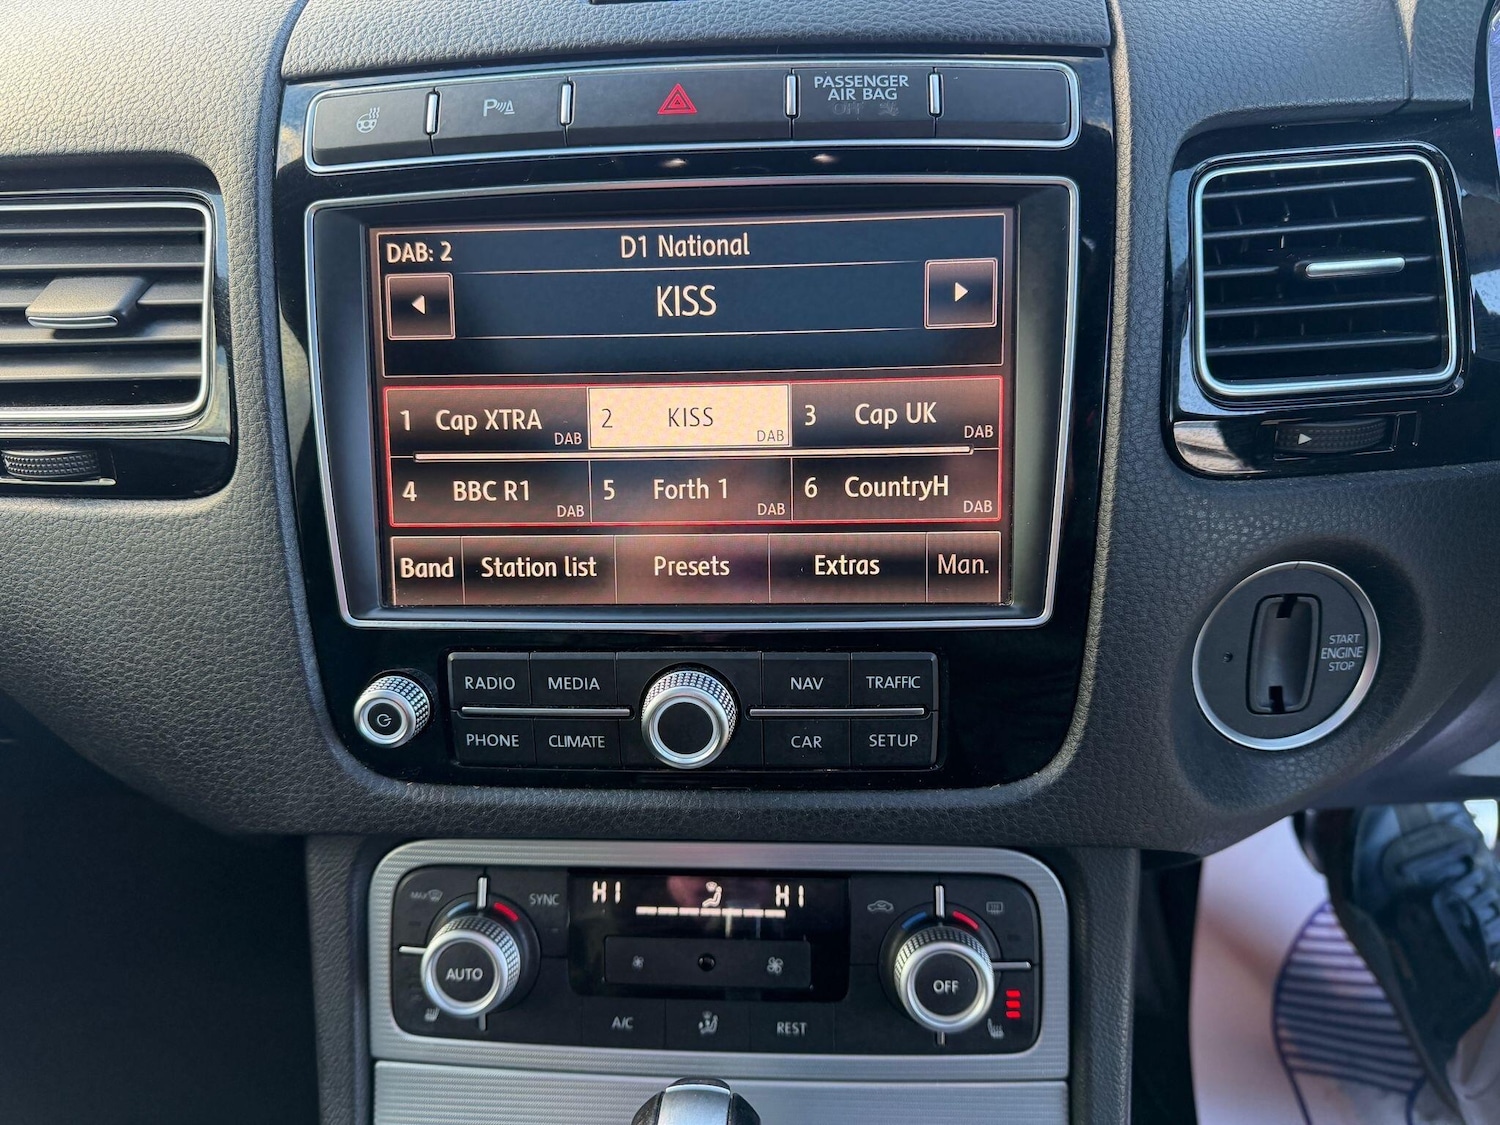 PASSENGER
AIR BAG
OFF
DAB: 2
D1 National
KISS
1 Cap XTRA DAB
2 KISS DAB
3 Cap UK DAB
4 BBC R1 DAB
5 Forth 1 DAB
6 CountryH DAB
Band Station list Presets Extras Man.
RADIO MEDIA NAV TRAFFIC
PHONE CLIMATE CAR SETUP
START
ENGINE
STOP
MAX SYNC HI HI
AUTO OFF
A/C REST